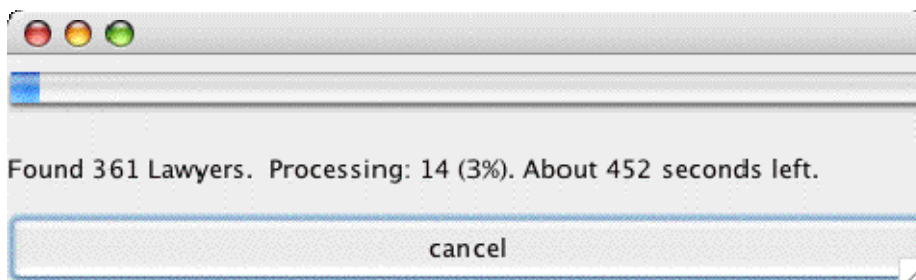 Found 361 Lawyers.  Processing: 14 (3%). About 452 seconds left.
cancel